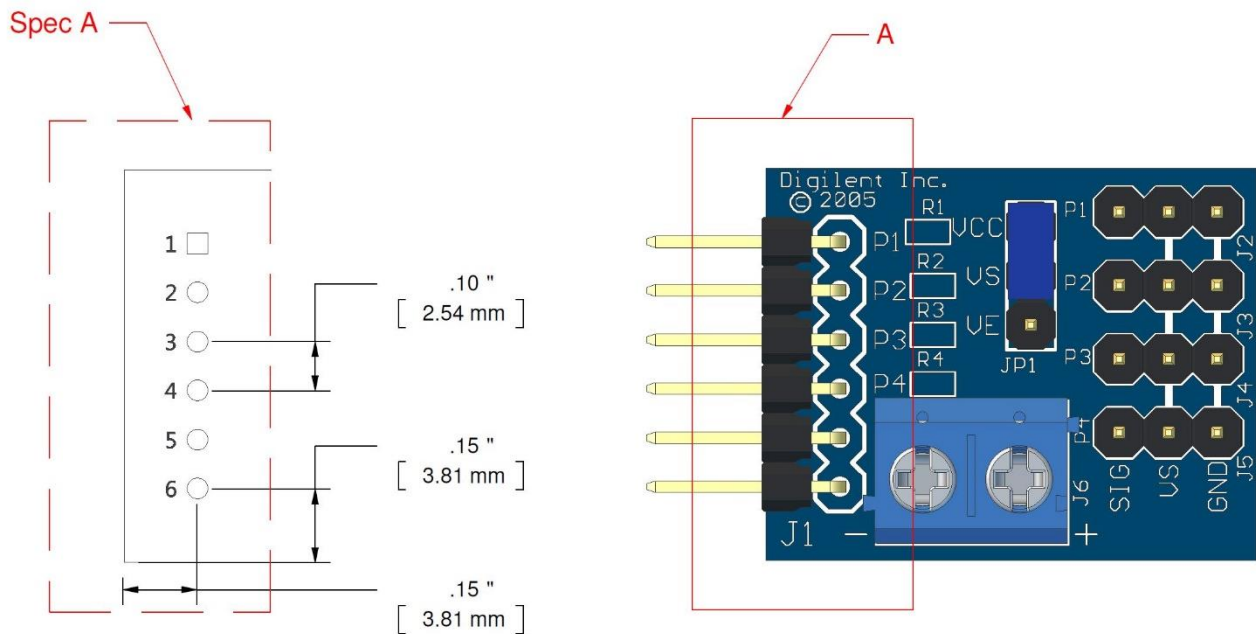 Spec A
1
2
3
4
5
6
.10 "
[ 2.54 mm ]
.15 "
[ 3.81 mm ]
.15 "
[ 3.81 mm ]
A
Digilent Inc.
© 2005
P1
P2
P3
P4
R1
R2
R3
R4
VCC
VS
VE
JP1
P1
P2
P3
P4
J2
J3
J4
J5
SIG
VS
GND
J6
J1
-
+